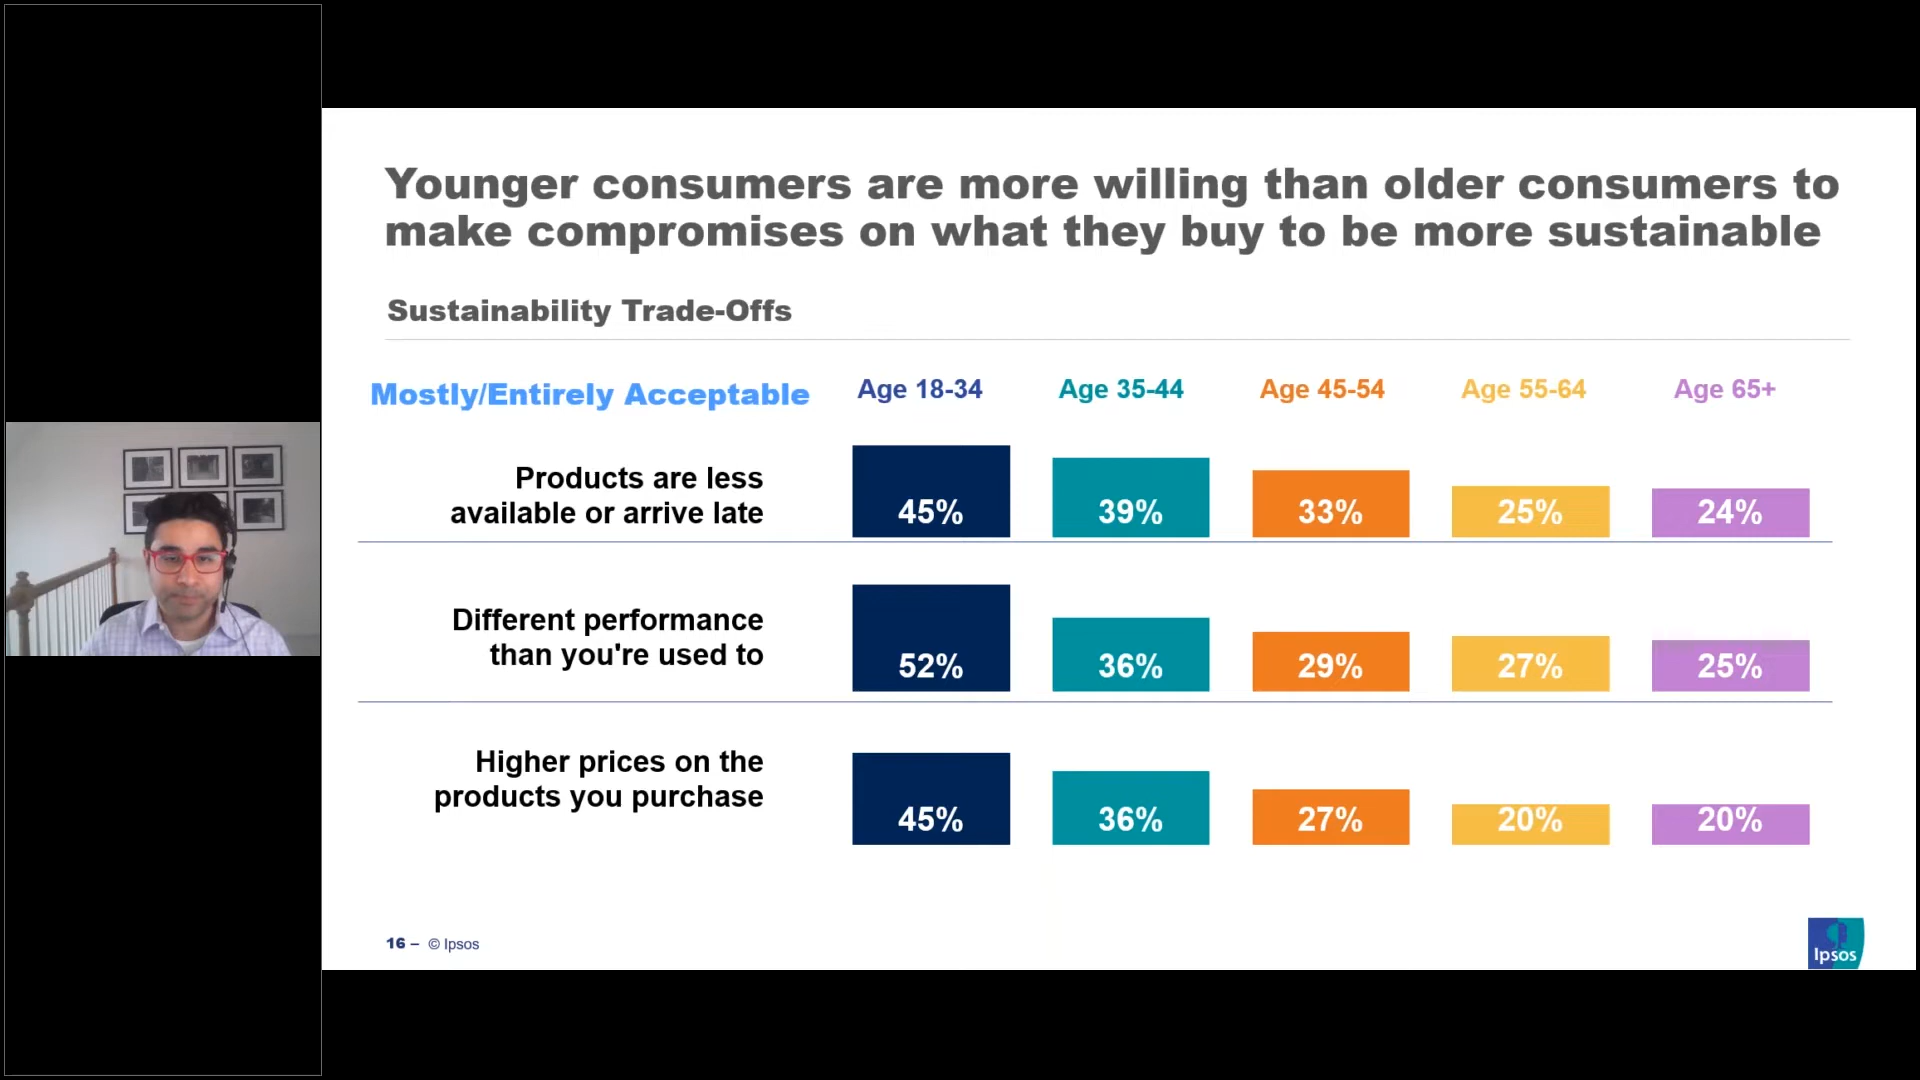 Younger consumers are more willing than older consumers to
make compromises on what they buy to be more sustainable
Sustainability Trade-Offs
Mostly/Entirely Acceptable
Age 18-34
Age 35-44
Age 45-54
Age 55-64
Age 65+
Products are less
available or arrive late
45%
39%
33%
25%
24%
Different performance
than you're used to
52%
36%
29%
27%
25%
Higher prices on the
products you purchase
45%
36%
27%
20%
20%
16 – © Ipsos
Ipsos